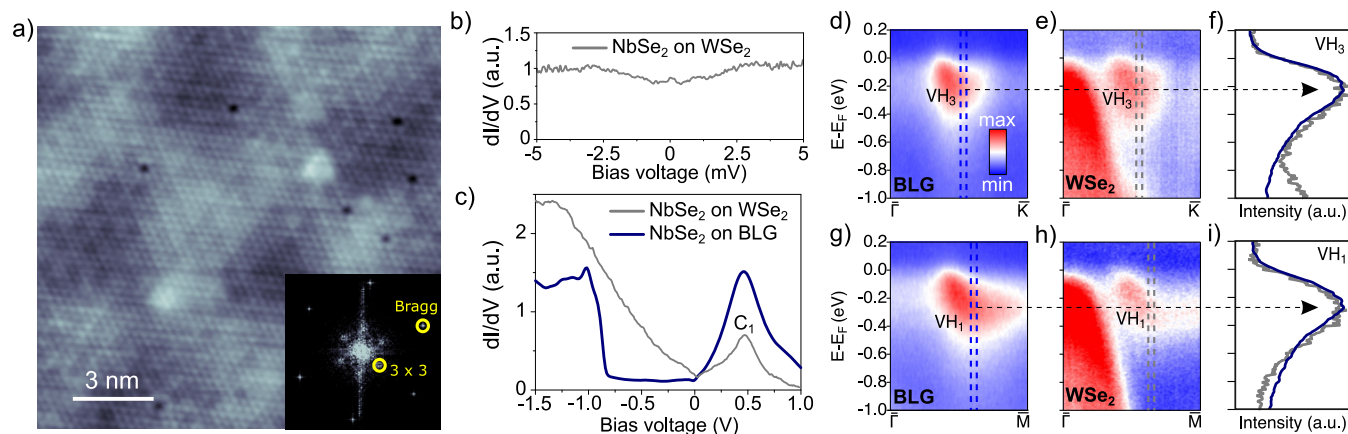 a)
3 nm
Bragg
3 x 3
b)
dI/dV (a.u.)
1.5
1
0.5
0
NbSe₂ on WSe₂
-5.0
-2.5
0
2.5
5
Bias voltage (mV)
c)
dI/dV (a.u.)
2
1
0
NbSe₂ on WSe₂
NbSe₂ on BLG
C₁
-1.5
-1.0
-0.5
0
0.5
1.0
Bias voltage (V)
d)
E-E_F (eV)
0.2
0.0
-0.2
-0.4
-0.6
-0.8
-1.0
VH₃
max
min
BLG
Γ̄
K̄
e)
VH₃
WSe₂
Γ̄
K̄
f)
VH₃
Intensity (a.u.)
g)
E-E_F (eV)
0.2
0.0
-0.2
-0.4
-0.6
-0.8
-1.0
VH₁
BLG
Γ̄
M̄
h)
VH₁
WSe₂
Γ̄
M̄
i)
VH₁
Intensity (a.u.)